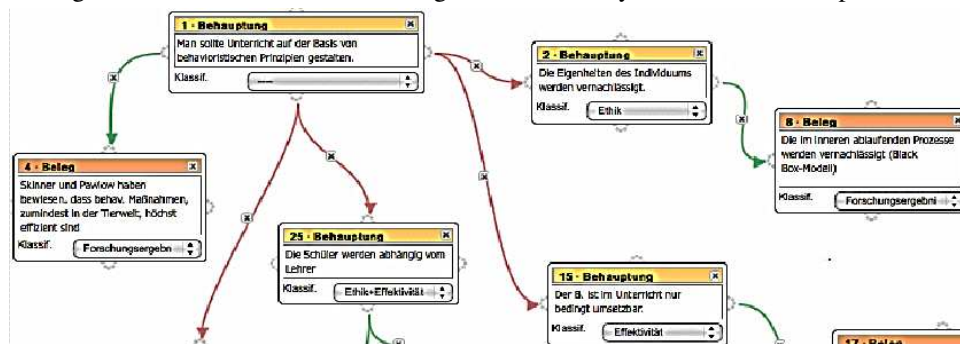 1 - Behauptung
Man sollte Unterricht auf der Basis von
behavioristischen Prinzipien gestalten.
Klassif.
2 - Behauptung
Die Eigenheiten des Individuums
werden vernachlässigt.
Klassif. Ethik
8 - Beleg
Die im Inneren ablaufenden Prozesse
werden vernachlässigt (Black
Box-Modell)
Klassif. Forschungsergebni
4 - Beleg
Skinner und Pawlow haben
bewiesen, dass behav. Maßnahmen,
zumindest in der Tierwelt, höchst
effizient sind
Klassif. Forschungsergebn
25 - Behauptung
Die Schüler werden abhängig vom
Lehrer
Klassif. Ethik+Effektivität
15 - Behauptung
Der B. ist im Unterricht nur
bedingt umsetzbar.
Klassif. Effektivität
17 - Beleg